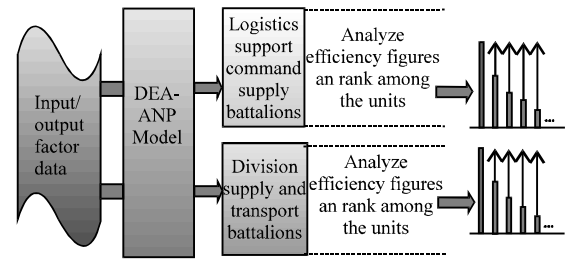 Input/
output
factor
data
DEA-
ANP
Model
Logistics
support
command
supply
battalions
Analyze
efficiency figures
an rank among
the units
...
Division
supply and
transport
battalions
Analyze
efficiency figures
an rank among
the units
...